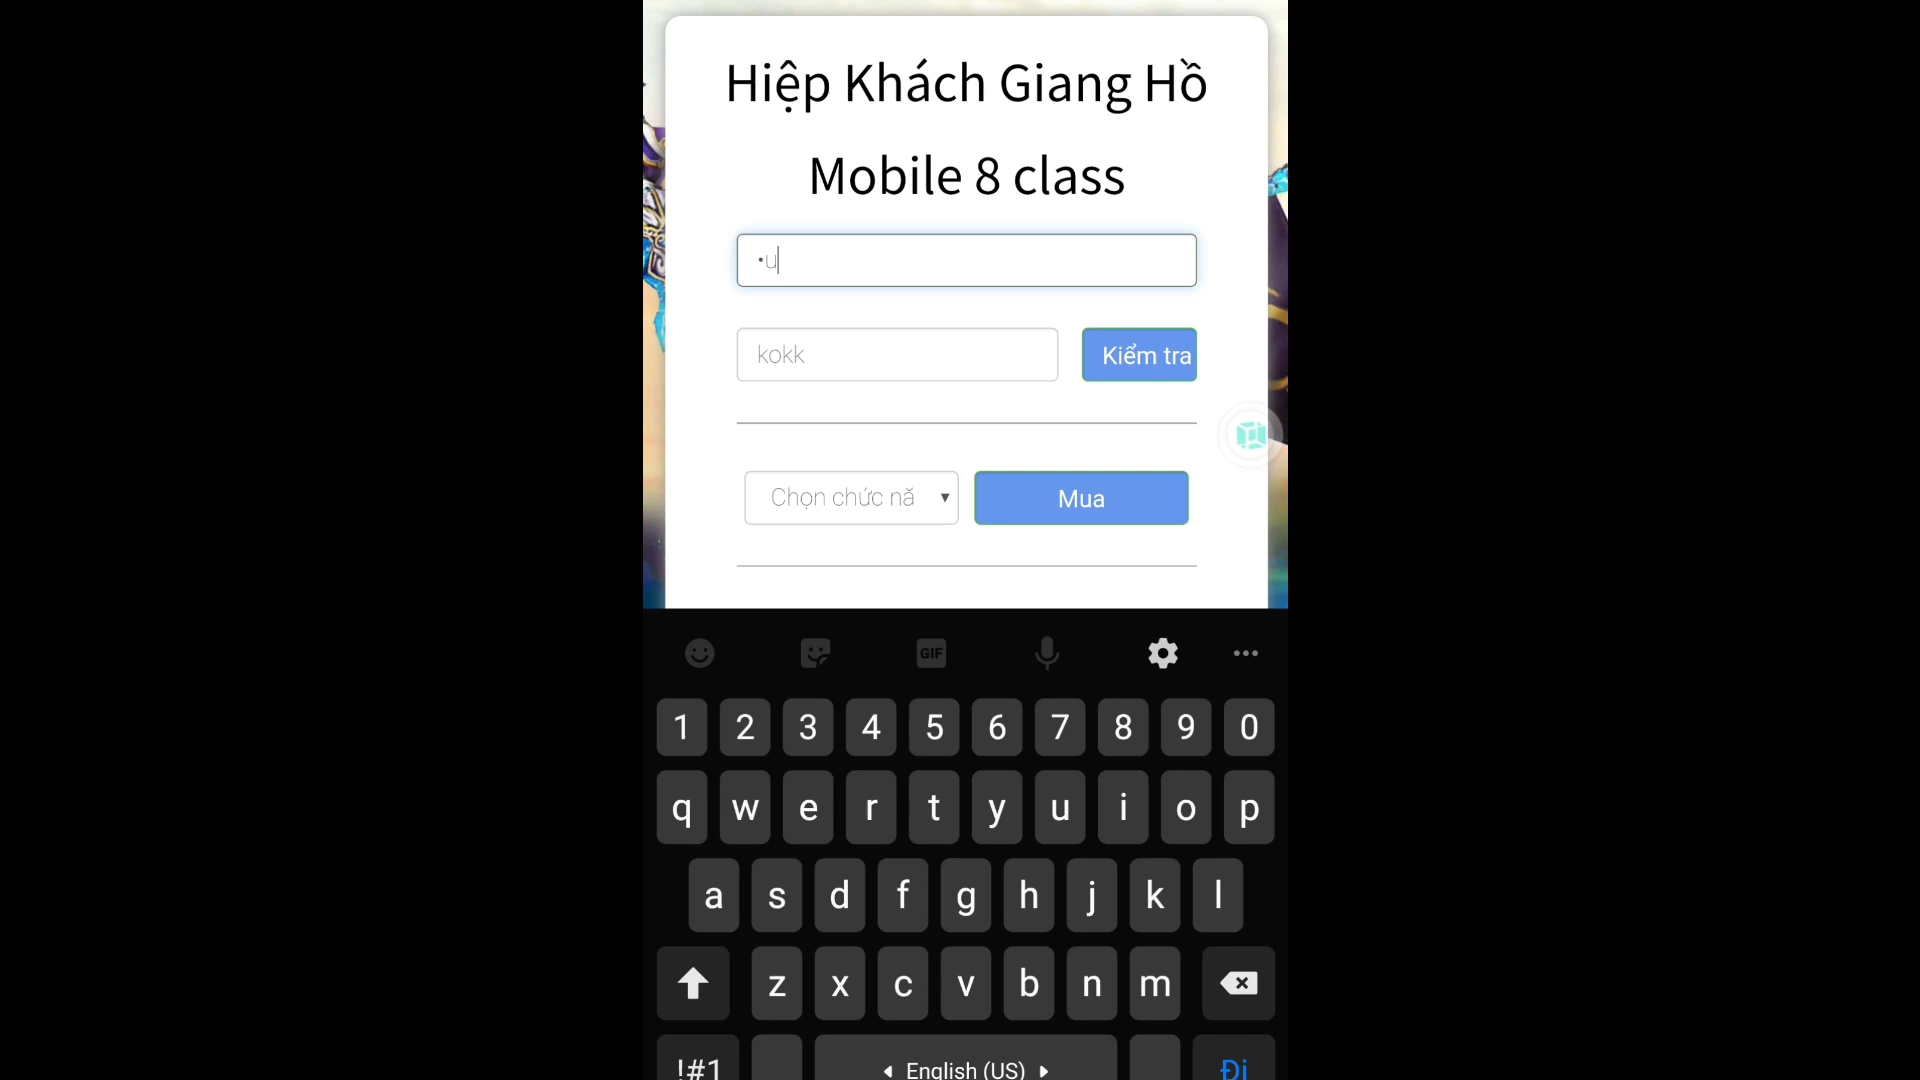 Hiệp Khách Giang Hồ
Mobile 8 class
•u
kokk
Kiểm tra
Chọn chức nă
Mua
GIF
1 2 3 4 5 6 7 8 9 0
q w e r t y u i o p
a s d f g h j k l
z x c v b n m
!#1 English (US) Đi